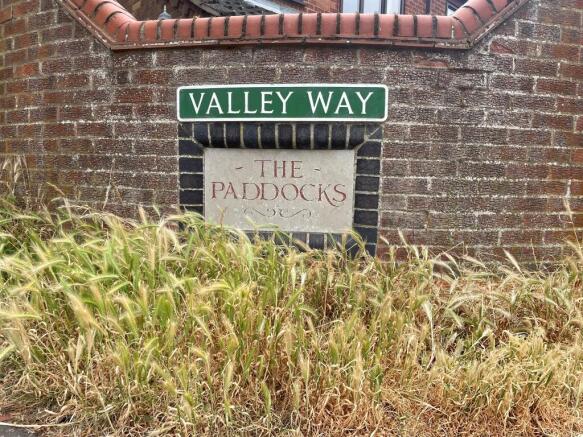 VALLEY WAY
- THE -
PADDOCKS